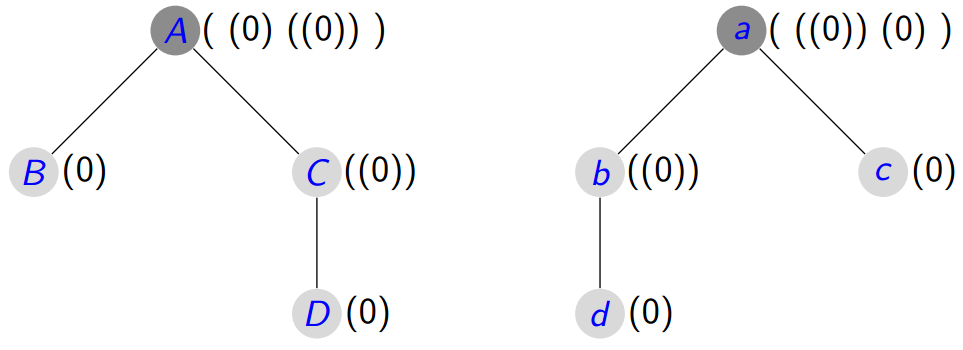 A ( (0) ((0)) ) a ( ((0)) (0) )
B (0) C ((0)) b ((0)) c (0)
D (0) d (0)